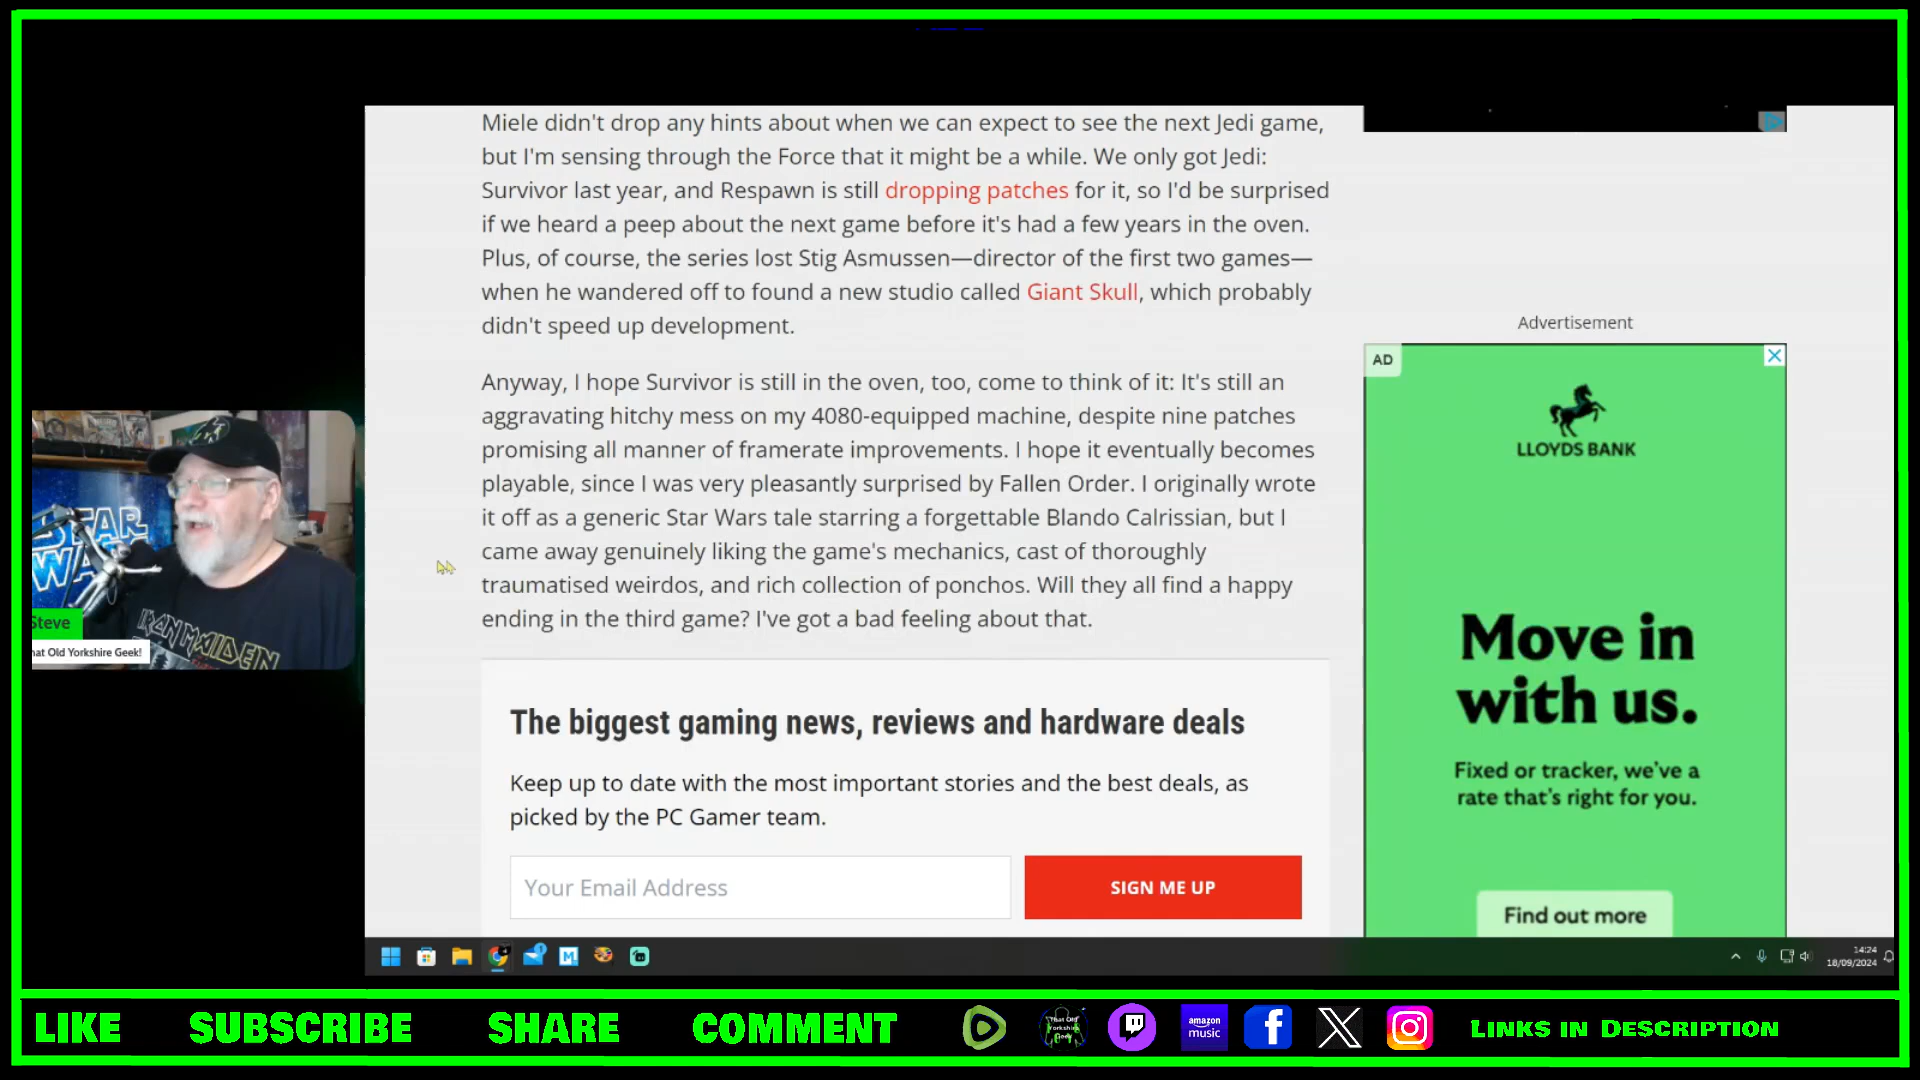 Miele didn't drop any hints about when we can expect to see the next Jedi game,
but I'm sensing through the Force that it might be a while. We only got Jedi:
Survivor last year, and Respawn is still dropping patches for it, so I'd be surprised
if we heard a peep about the next game before it's had a few years in the oven.
Plus, of course, the series lost Stig Asmussen—director of the first two games—
when he wandered off to found a new studio called Giant Skull, which probably
didn't speed up development.
Anyway, I hope Survivor is still in the oven, too, come to think of it: It's still an
aggravating hitchy mess on my 4080-equipped machine, despite nine patches
promising all manner of framerate improvements. I hope it eventually becomes
playable, since I was very pleasantly surprised by Fallen Order. I originally wrote
it off as a generic Star Wars tale starring a forgettable Blando Calrissian, but I
came away genuinely liking the game's mechanics, cast of thoroughly
traumatised weirdos, and rich collection of ponchos. Will they all find a happy
ending in the third game? I've got a bad feeling about that.
The biggest gaming news, reviews and hardware deals
Keep up to date with the most important stories and the best deals, as
picked by the PC Gamer team.
Your Email Address
SIGN ME UP
Advertisement
AD
LLOYDS BANK
Move in
with us.
Fixed or tracker, we've a
rate that's right for you.
Find out more
STAR
WA
IRON MAIDEN
Steve
hat Old Yorkshire Geek!
14:24
18/09/2024
LIKE
SUBSCRIBE
SHARE
COMMENT
That Old
Yorkshire
Geek
amazon
music
LINKS IN DESCRIPTION